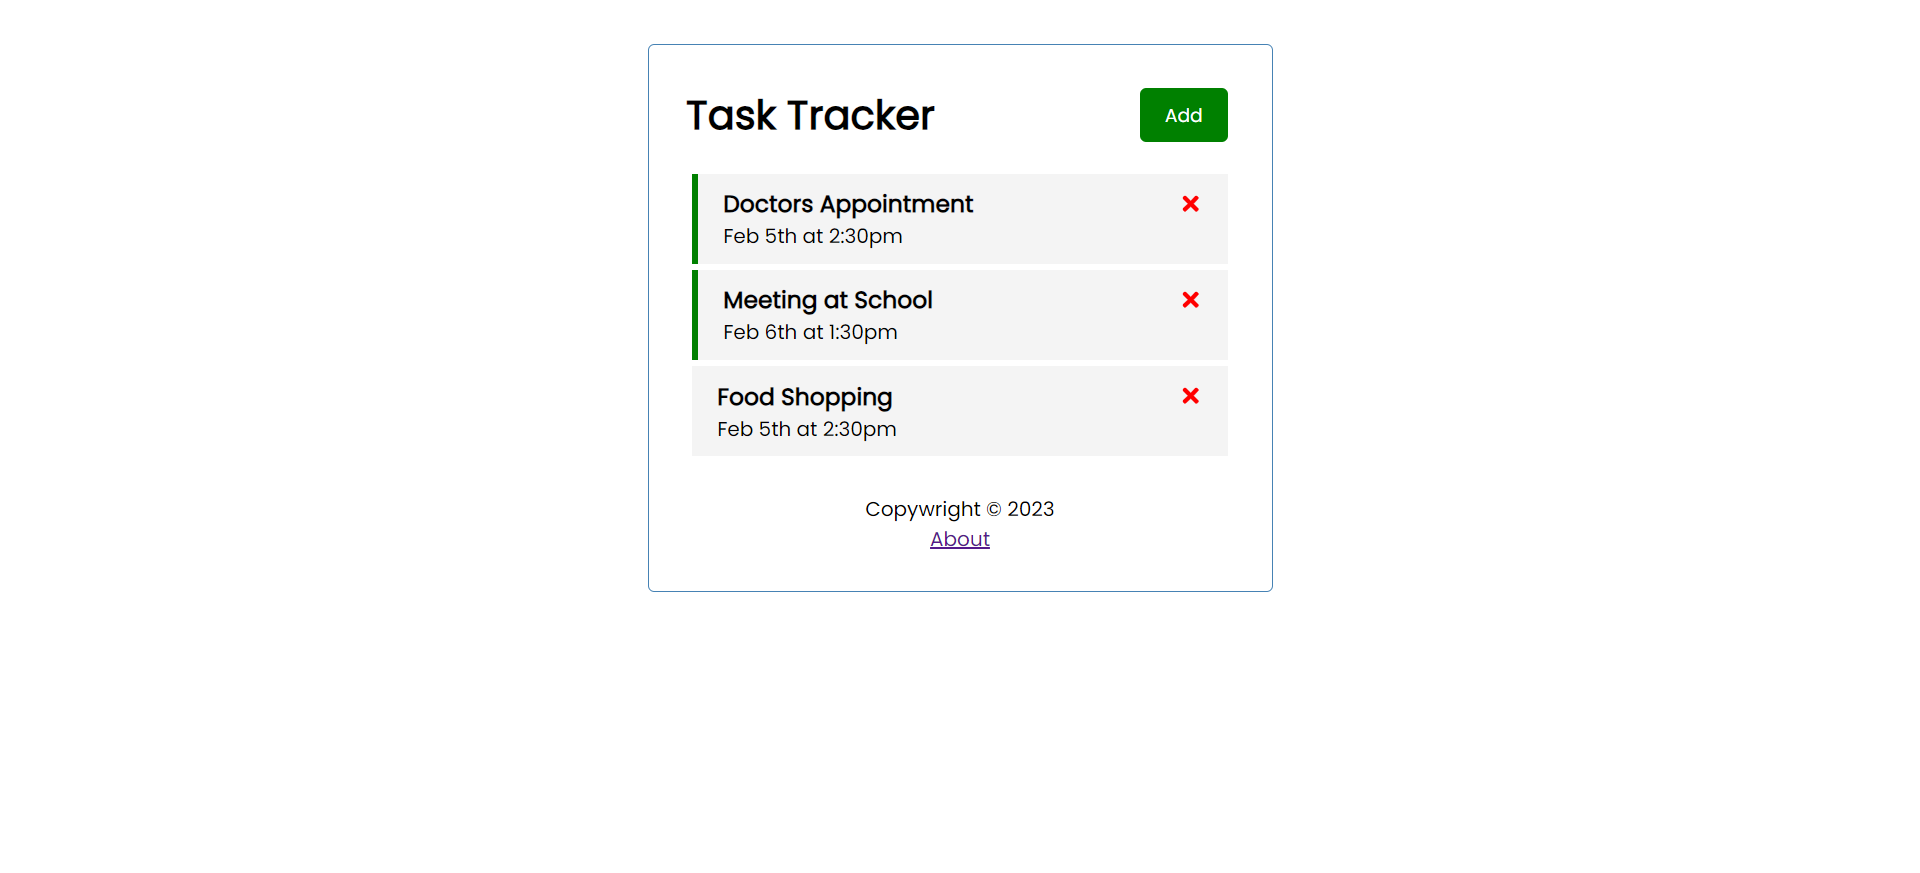 Task Tracker
Add
Doctors Appointment
Feb 5th at 2:30pm
Meeting at School
Feb 6th at 1:30pm
Food Shopping
Feb 5th at 2:30pm
Copywright © 2023
About